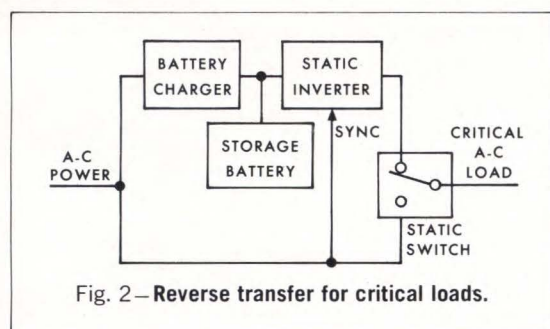 BATTERY
CHARGER
STATIC
INVERTER
STORAGE
BATTERY
SYNC
A-C
POWER
CRITICAL
A-C
LOAD
STATIC
SWITCH
Fig. 2—Reverse transfer for critical loads.